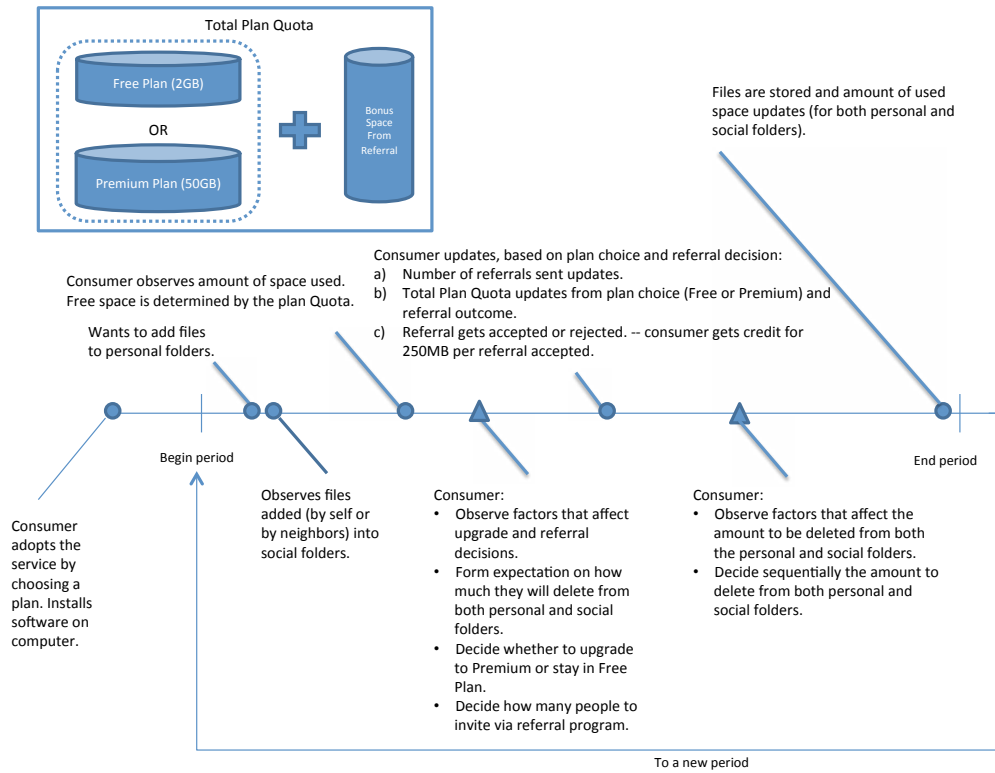 Total Plan Quota
Free Plan (2GB)
OR
Premium Plan (50GB)
Bonus
Space
From
Referral
Files are stored and amount of used
space updates (for both personal and
social folders).
Consumer updates, based on plan choice and referral decision:
a) Number of referrals sent updates.
b) Total Plan Quota updates from plan choice (Free or Premium) and
referral outcome.
c) Referral gets accepted or rejected. -- consumer gets credit for
250MB per referral accepted.
Consumer observes amount of space used.
Free space is determined by the plan Quota.
Wants to add files
to personal folders.
Begin period
End period
Consumer
adopts the
service by
choosing a
plan. Installs
software on
computer.
Observes files
added (by self or
by neighbors) into
social folders.
Consumer:
• Observe factors that affect
upgrade and referral
decisions.
• Form expectation on how
much they will delete from
both personal and social
folders.
• Decide whether to upgrade
to Premium or stay in Free
Plan.
• Decide how many people to
invite via referral program.
Consumer:
• Observe factors that affect the
amount to be deleted from both
the personal and social folders.
• Decide sequentially the amount to
delete from both personal and
social folders.
To a new period